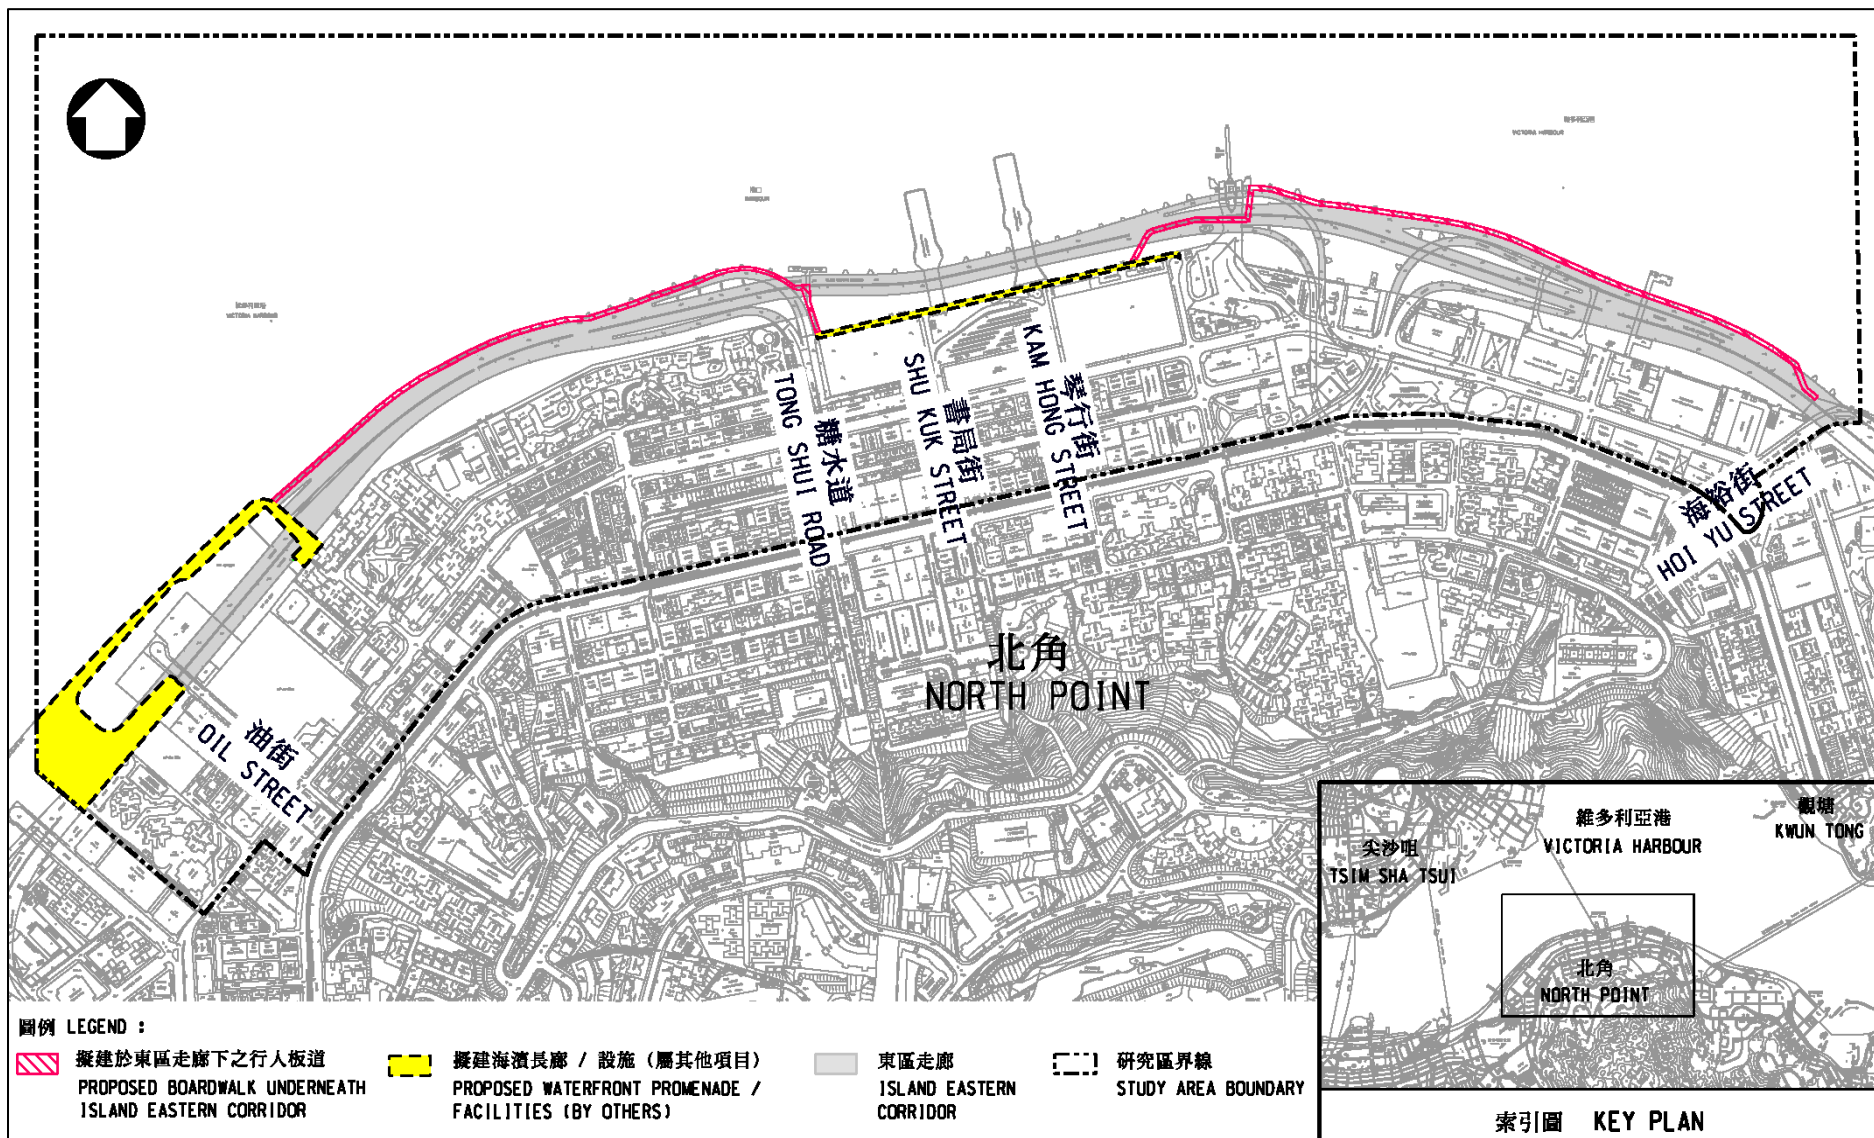 VICTORIA HARBOUR
HARBOUR
VICTORIA HARBOUR
糖水道
TONG SHUI ROAD
書局街
SHU KUK STREET
琴行街
KAM HONG STREET
海裕街
HOI YU STREET
油街
OIL STREET
北角
NORTH POINT
尖沙咀
TSIM SHA TSUI
維多利亞港
VICTORIA HARBOUR
觀塘
KWUN TONG
北角
NORTH POINT
索引圖 KEY PLAN
圖例 LEGEND :
擬建於東區走廊下之行人板道
PROPOSED BOARDWALK UNDERNEATH
ISLAND EASTERN CORRIDOR
擬建海濱長廊 / 設施 (屬其他項目)
PROPOSED WATERFRONT PROMENADE /
FACILITIES (BY OTHERS)
東區走廊
ISLAND EASTERN
CORRIDOR
研究區界線
STUDY AREA BOUNDARY